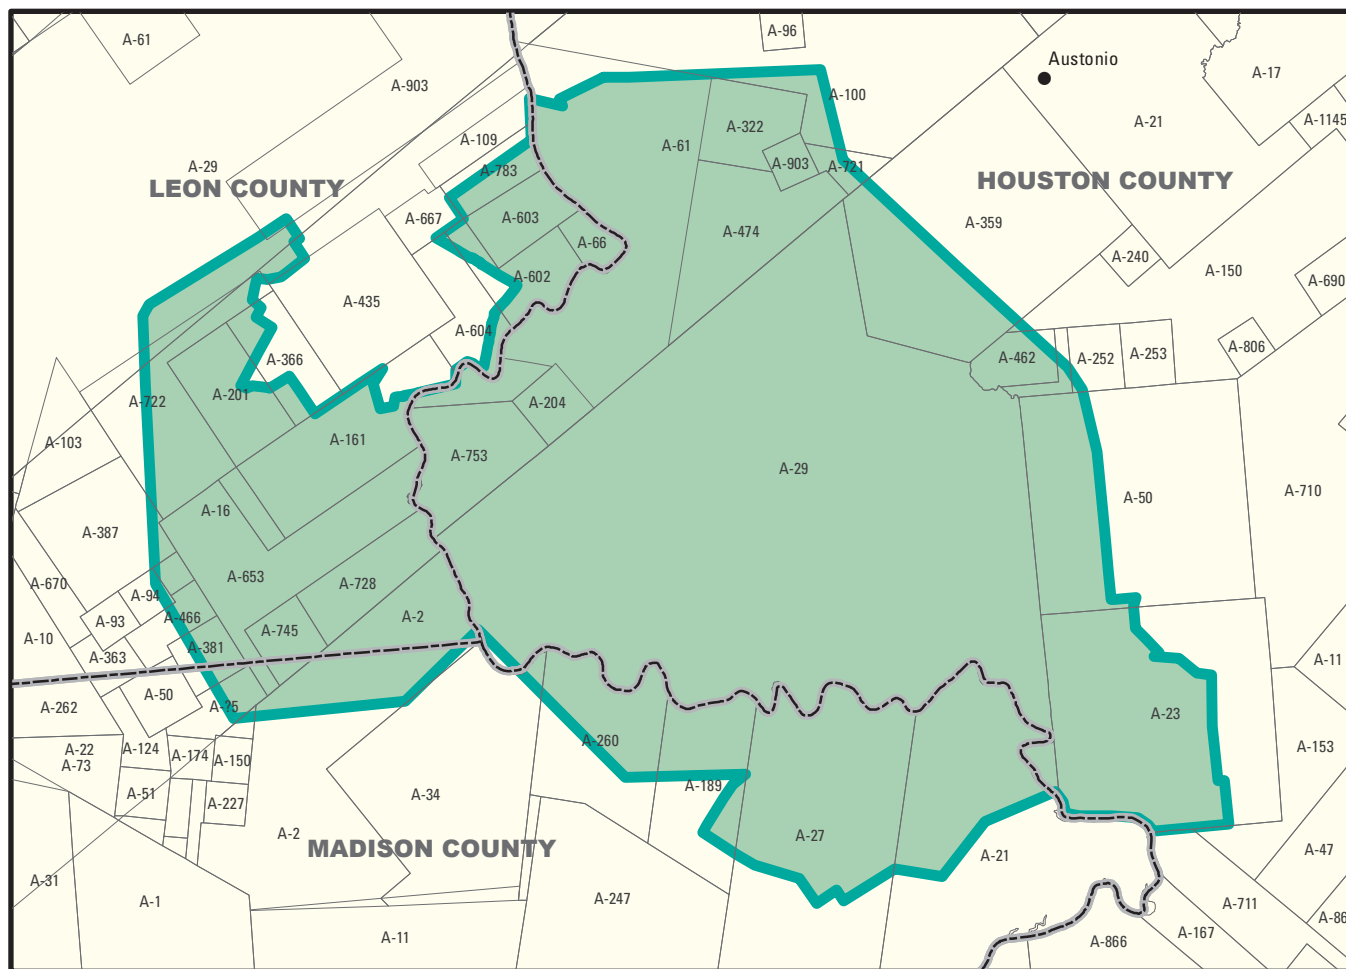 A-96
A-61
Austonio
A-17
A-903
A-100
A-1145
A-322
A-21
A-109
A-61
A-903
A-29
A-783
A-721
LEON COUNTY
HOUSTON COUNTY
A-667
A-603
A-474
A-359
A-66
A-240
A-150
A-602
A-690
A-435
A-604
A-806
A-366
A-462
A-252
A-253
A-201
A-722
A-204
A-161
A-103
A-753
A-29
A-50
A-710
A-16
A-387
A-653
A-728
A-670
A-94
A-93
A-466
A-2
A-745
A-10
A-381
A-363
A-11
A-50
A-262
A-75
A-23
A-260
A-22
A-73
A-124
A-174
A-150
A-153
A-189
A-51
A-34
A-227
A-2
A-27
MADISON COUNTY
A-21
A-47
A-31
A-1
A-247
A-711
A-86
A-11
A-167
A-866